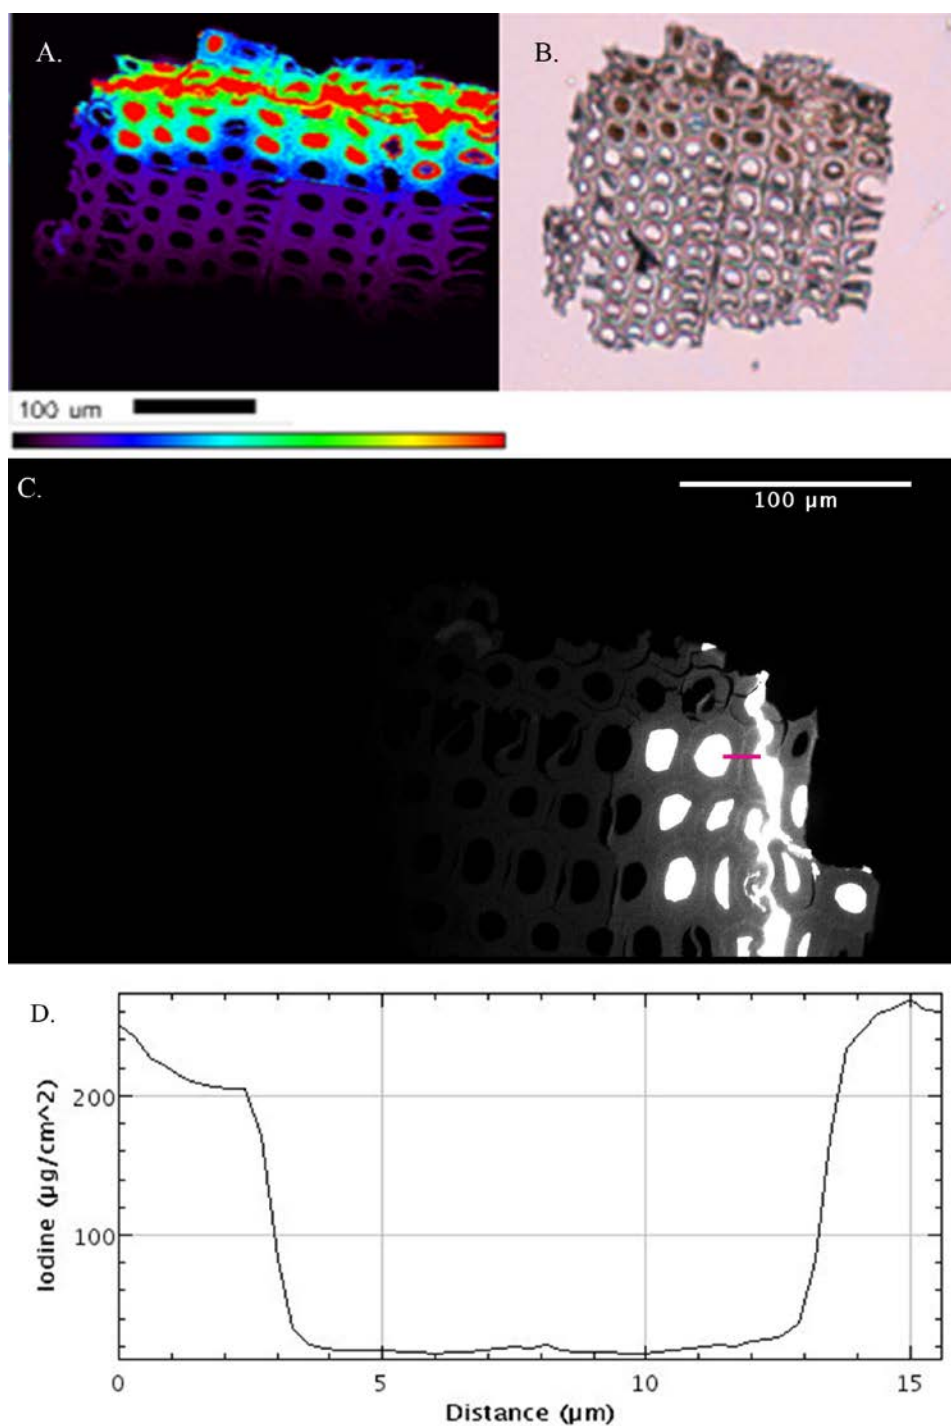 A.
B.
100 um
C.
100 µm
D.
Iodine (µg/cm^2)
200
100
0
5
10
15
Distance (µm)